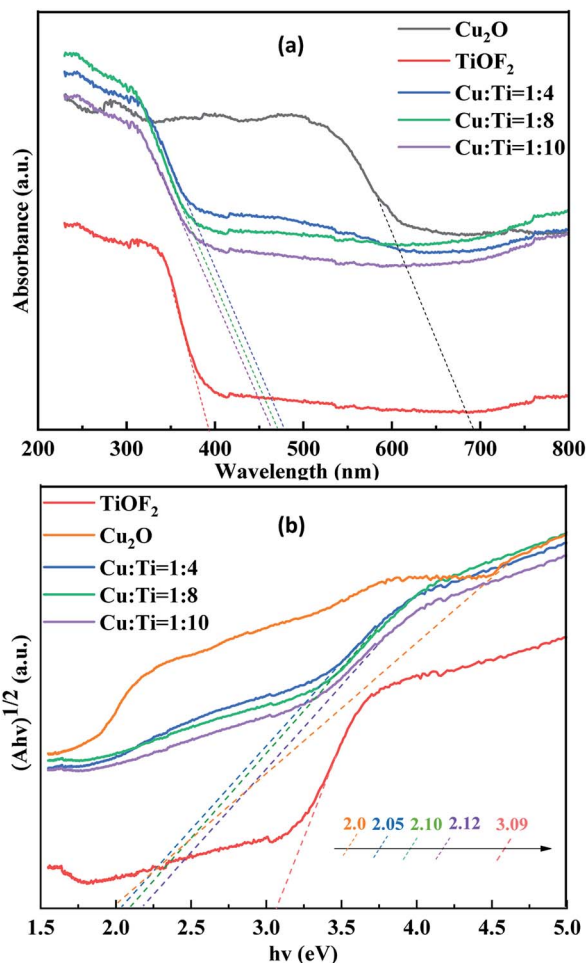 (a)
Cu₂O
TiOF₂
Cu:Ti=1:4
Cu:Ti=1:8
Cu:Ti=1:10
Absorbance (a.u.)
200 300 400 500 600 700 800
Wavelength (nm)
(b)
TiOF₂
Cu₂O
Cu:Ti=1:4
Cu:Ti=1:8
Cu:Ti=1:10
(Ahv)^1/2 (a.u.)
2.0 2.05 2.10 2.12 3.09
1.5 2.0 2.5 3.0 3.5 4.0 4.5 5.0
hv (eV)